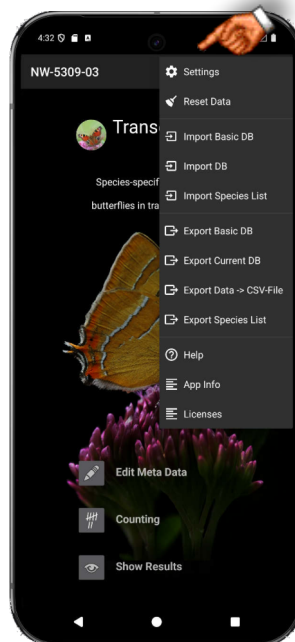 4:32
NW-5309-03
Settings
Reset Data
Import Basic DB
Import DB
Import Species List
Export Basic DB
Export Current DB
Export Data -> CSV-File
Export Species List
Help
App Info
Licenses
Trans
Species-specif
butterflies in tra
Edit Meta Data
Counting
Show Results